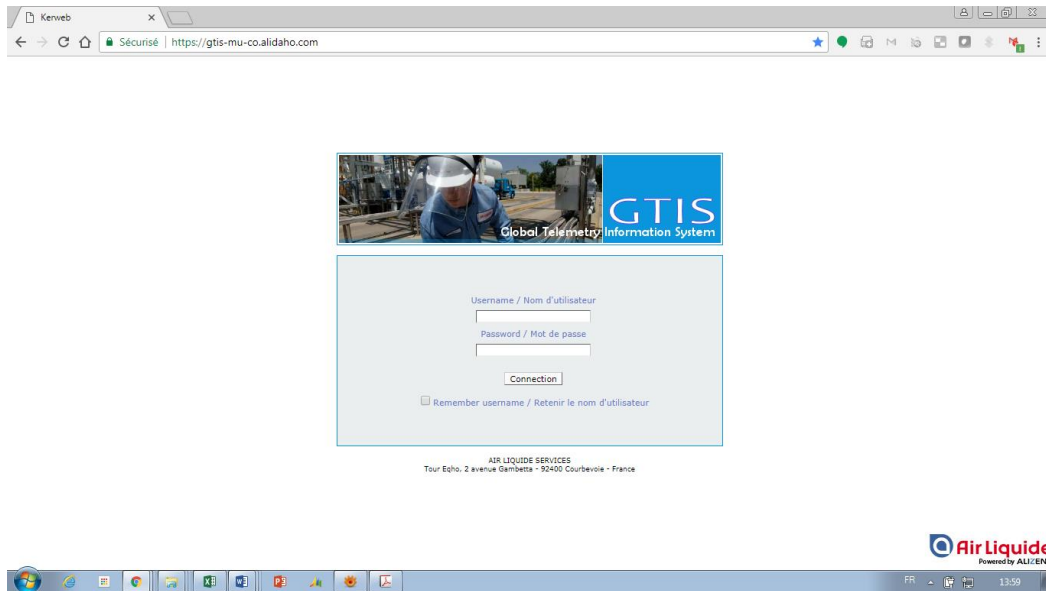 Kerweb
Sécurisé | https://gtis-mu-co.alidaho.com
GTIS
Global Telemetry Information System
Username / Nom d'utilisateur
Password / Mot de passe
Connection
Remember username / Retenir le nom d'utilisateur
AIR LIQUIDE SERVICES
Tour Eqho, 2 avenue Gambetta - 92400 Courbevoie - France
Air Liquide
Powered by ALIZEN
FR
13:59